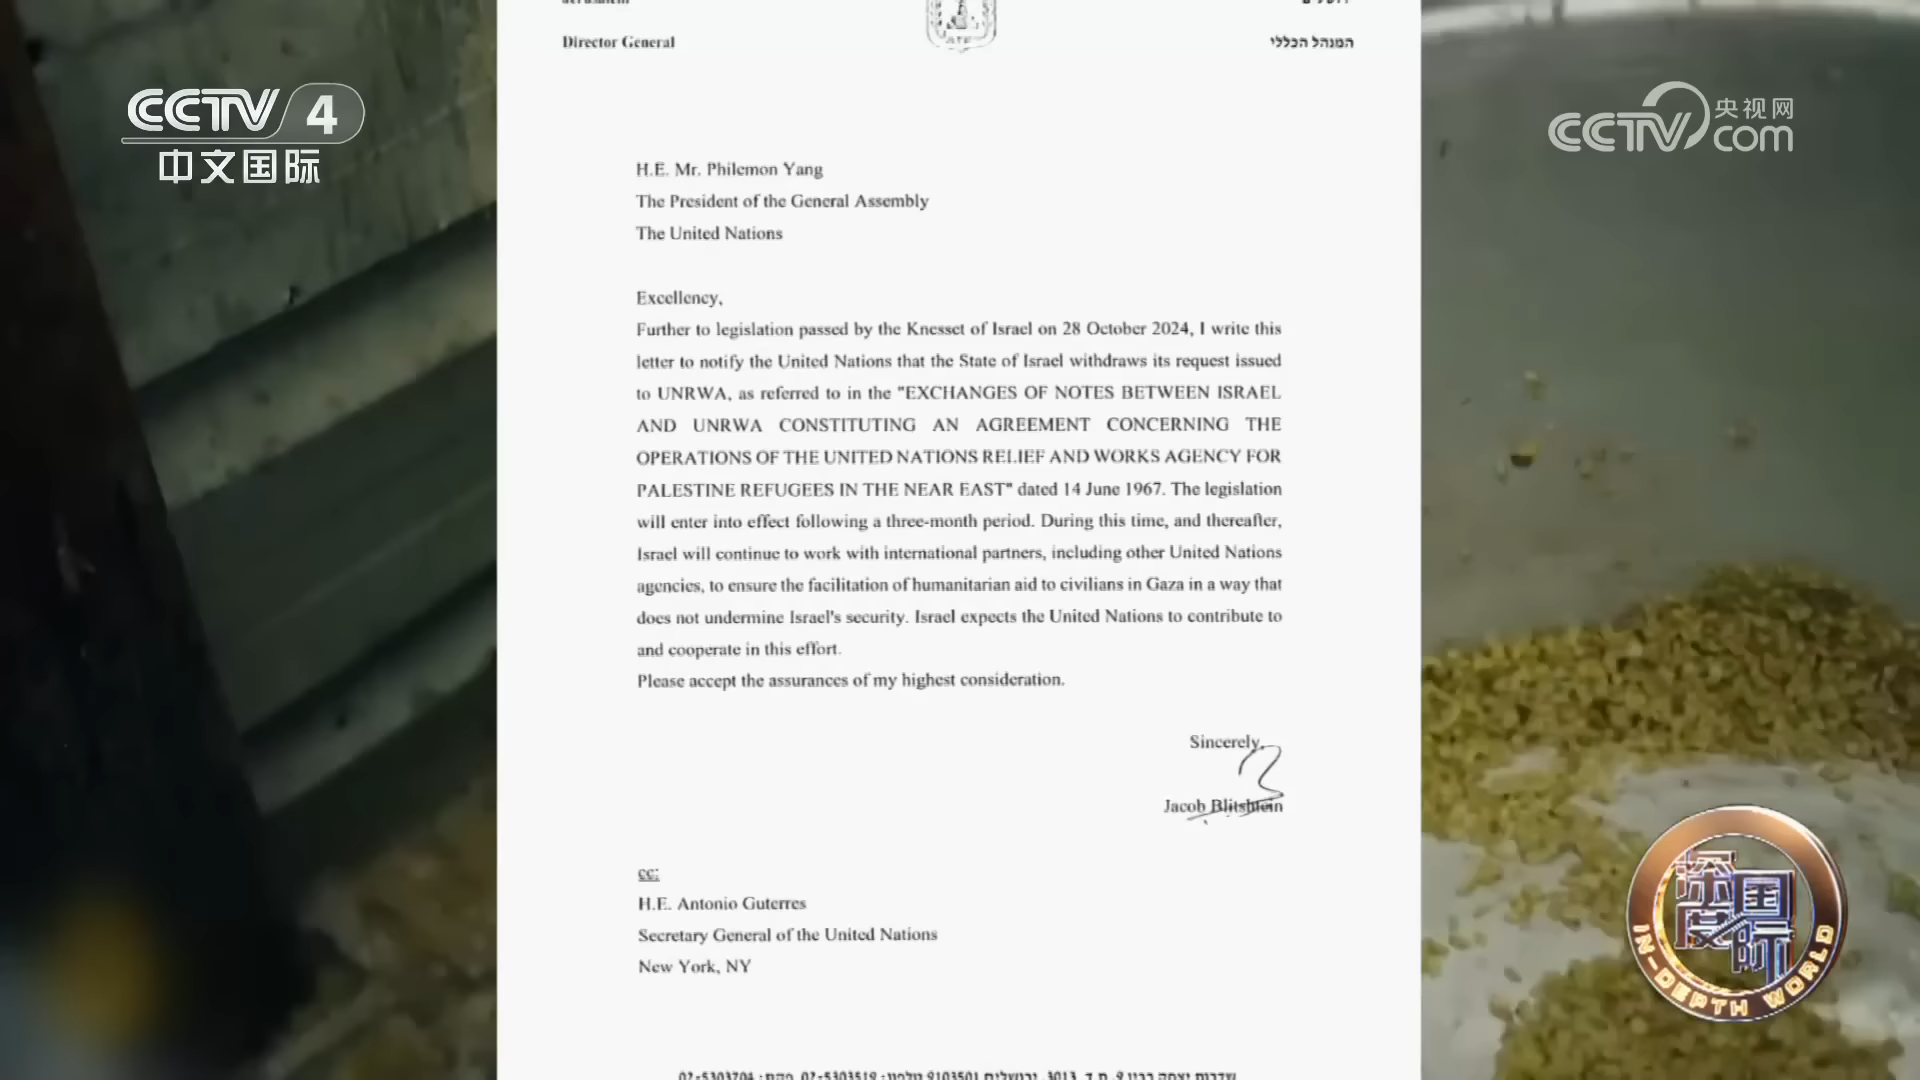 Jerusalem
ירושלים
Director General
המנהל הכללי
CCTV 4
中文国际
CCTV 央视网
com
H.E. Mr. Philemon Yang
The President of the General Assembly
The United Nations
Excellency,
Further to legislation passed by the Knesset of Israel on 28 October 2024, I write this
letter to notify the United Nations that the State of Israel withdraws its request issued
to UNRWA, as referred to in the "EXCHANGES OF NOTES BETWEEN ISRAEL
AND UNRWA CONSTITUTING AN AGREEMENT CONCERNING THE
OPERATIONS OF THE UNITED NATIONS RELIEF AND WORKS AGENCY FOR
PALESTINE REFUGEES IN THE NEAR EAST" dated 14 June 1967. The legislation
will enter into effect following a three-month period. During this time, and thereafter,
Israel will continue to work with international partners, including other United Nations
agencies, to ensure the facilitation of humanitarian aid to civilians in Gaza in a way that
does not undermine Israel's security. Israel expects the United Nations to contribute to
and cooperate in this effort.
Please accept the assurances of my highest consideration.
Sincerely,
Jacob Blitshtein
cc:
H.E. Antonio Guterres
Secretary General of the United Nations
New York, NY
深度国际
IN-DEPTH WORLD